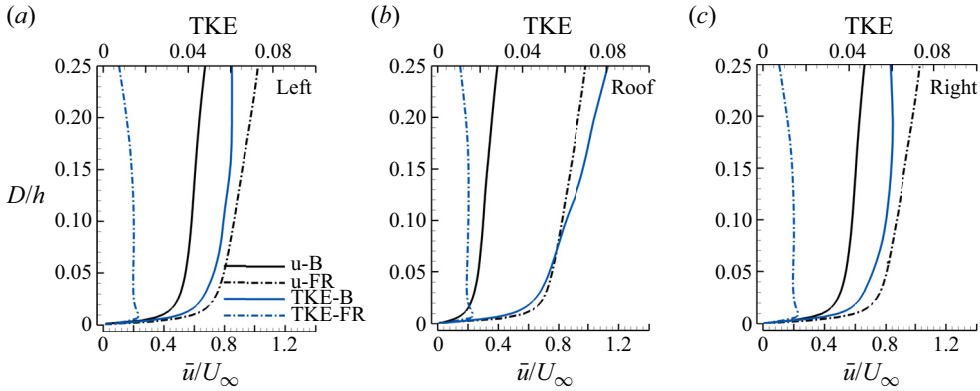 (a) (b) (c)
TKE TKE TKE
0 0.04 0.08 0 0.04 0.08 0 0.04 0.08
0.25 0.25 0.25
Left Roof Right
0.20 0.20 0.20
0.15 0.15 0.15
D/h
0.10 0.10 0.10
u-B
0.05 0.05 0.05
u-FR
TKE-B
TKE-FR
0 0 0
0 0.4 0.8 1.2 0 0.4 0.8 1.2 0 0.4 0.8 1.2
ū/U∞ ū/U∞ ū/U∞